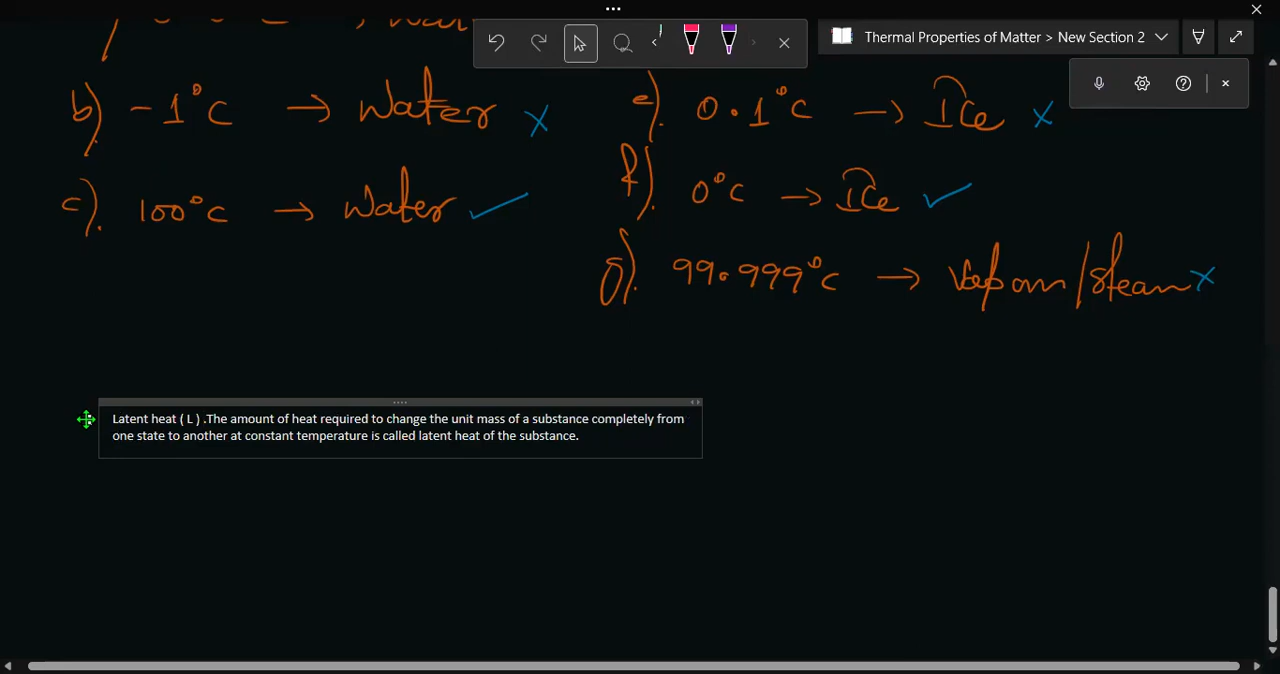 Thermal Properties of Matter > New Section 2
b) -1°C → Water ×
e). 0.1°C → Ice ×
c). 100°C → Water ✓
f). 0°C → Ice ✓
g). 99.999°C → Vapour/Steam ×
Latent heat ( L ) .The amount of heat required to change the unit mass of a substance completely from
one state to another at constant temperature is called latent heat of the substance.